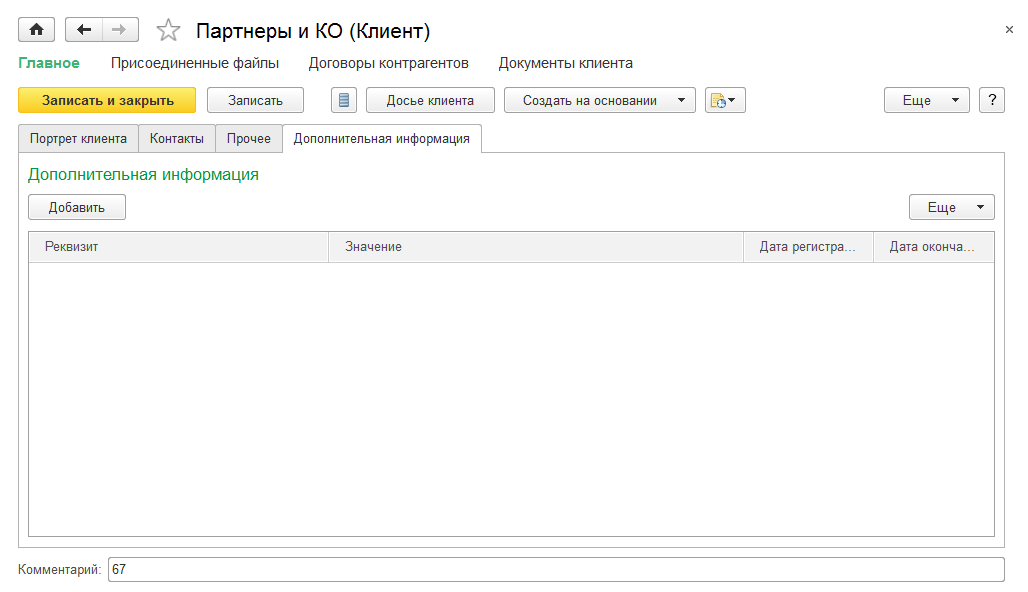 Партнеры и КО (Клиент)
×
Главное Присоединенные файлы Договоры контрагентов Документы клиента
Записать и закрыть Записать Досье клиента Создать на основании Еще ?
Портрет клиента Контакты Прочее Дополнительная информация
Дополнительная информация
Добавить Еще
Реквизит Значение Дата регистра... Дата оконча...
Комментарий: 67